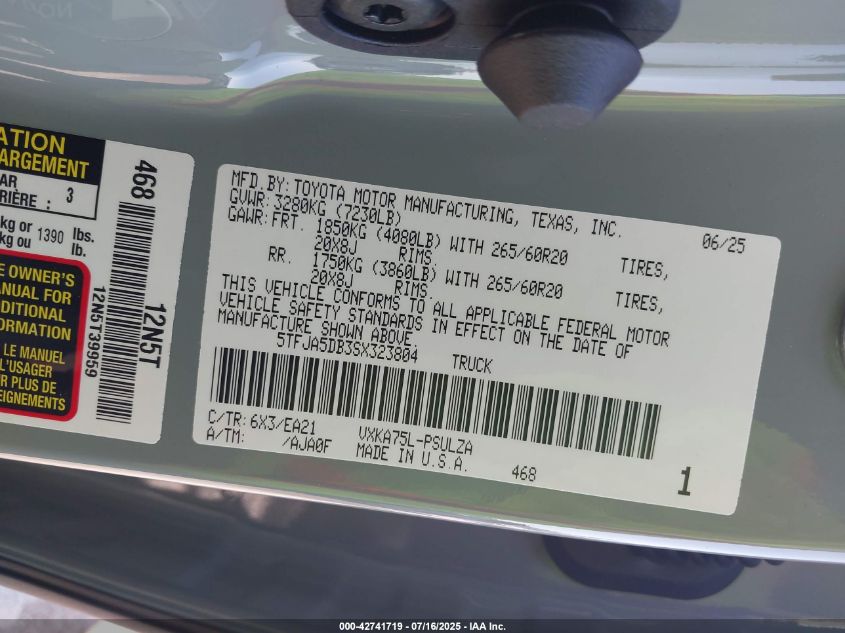 ATION
ARGEMENT
AR
RIÈRE : 3
kg or 1390 lbs.
kg ou lb
E OWNER'S
ANUAL FOR
DDITIONAL
FORMATION
LE MANUEL
L'USAGER
UR PLUS DE
EIGNEMENTS
468
12N5T39959
12N5T
MFD.BY: TOYOTA MOTOR MANUFACTURING, TEXAS, INC. 06/25
GVWR: 3280KG (7230LB)
GAWR: FRT. 1850KG (4080LB) WITH 265/60R20 TIRES,
20X8J RIMS.
RR. 1750KG (3860LB) WITH 265/60R20 TIRES,
20X8J RIMS.
THIS VEHICLE CONFORMS TO ALL APPLICABLE FEDERAL MOTOR
VEHICLE SAFETY STANDARDS IN EFFECT ON THE DATE OF
MANUFACTURE SHOWN ABOVE.
5TFJA5DB3SX323804 TRUCK
C/TR: 6X3/EA21 VXKA75L-PSULZA
A/TM: /AJA0F MADE IN U.S.A. 468 1
000-42741719 / 07/16/2025 - IAA Inc.